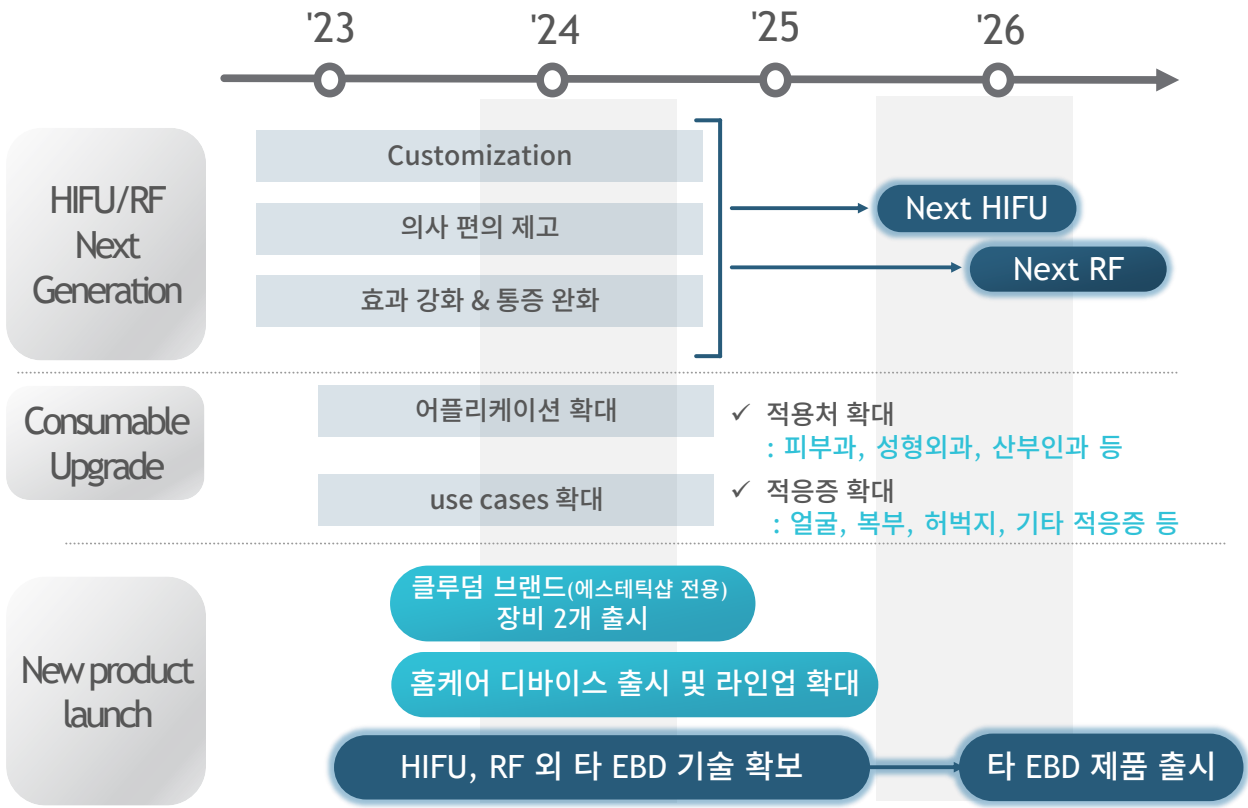 '23
'24
'25
'26
HIFU/RF
Next
Generation
Customization
의사 편의 제고
효과 강화 & 통증 완화
Next HIFU
Next RF
Consumable
Upgrade
어플리케이션 확대
✓ 적용처 확대
: 피부과, 성형외과, 산부인과 등
use cases 확대
✓ 적응증 확대
: 얼굴, 복부, 허벅지, 기타 적응증 등
New product
launch
클루덤 브랜드(에스테틱샵 전용)
장비 2개 출시
홈케어 디바이스 출시 및 라인업 확대
HIFU, RF 외 타 EBD 기술 확보
타 EBD 제품 출시